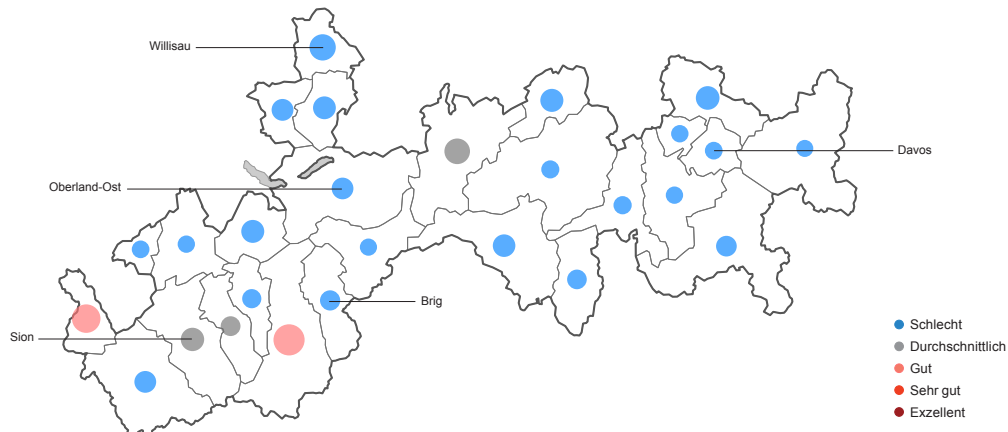 Willisau
Davos
Oberland-Ost
Brig
Sion
Schlecht
Durchschnittlich
Gut
Sehr gut
Exzellent